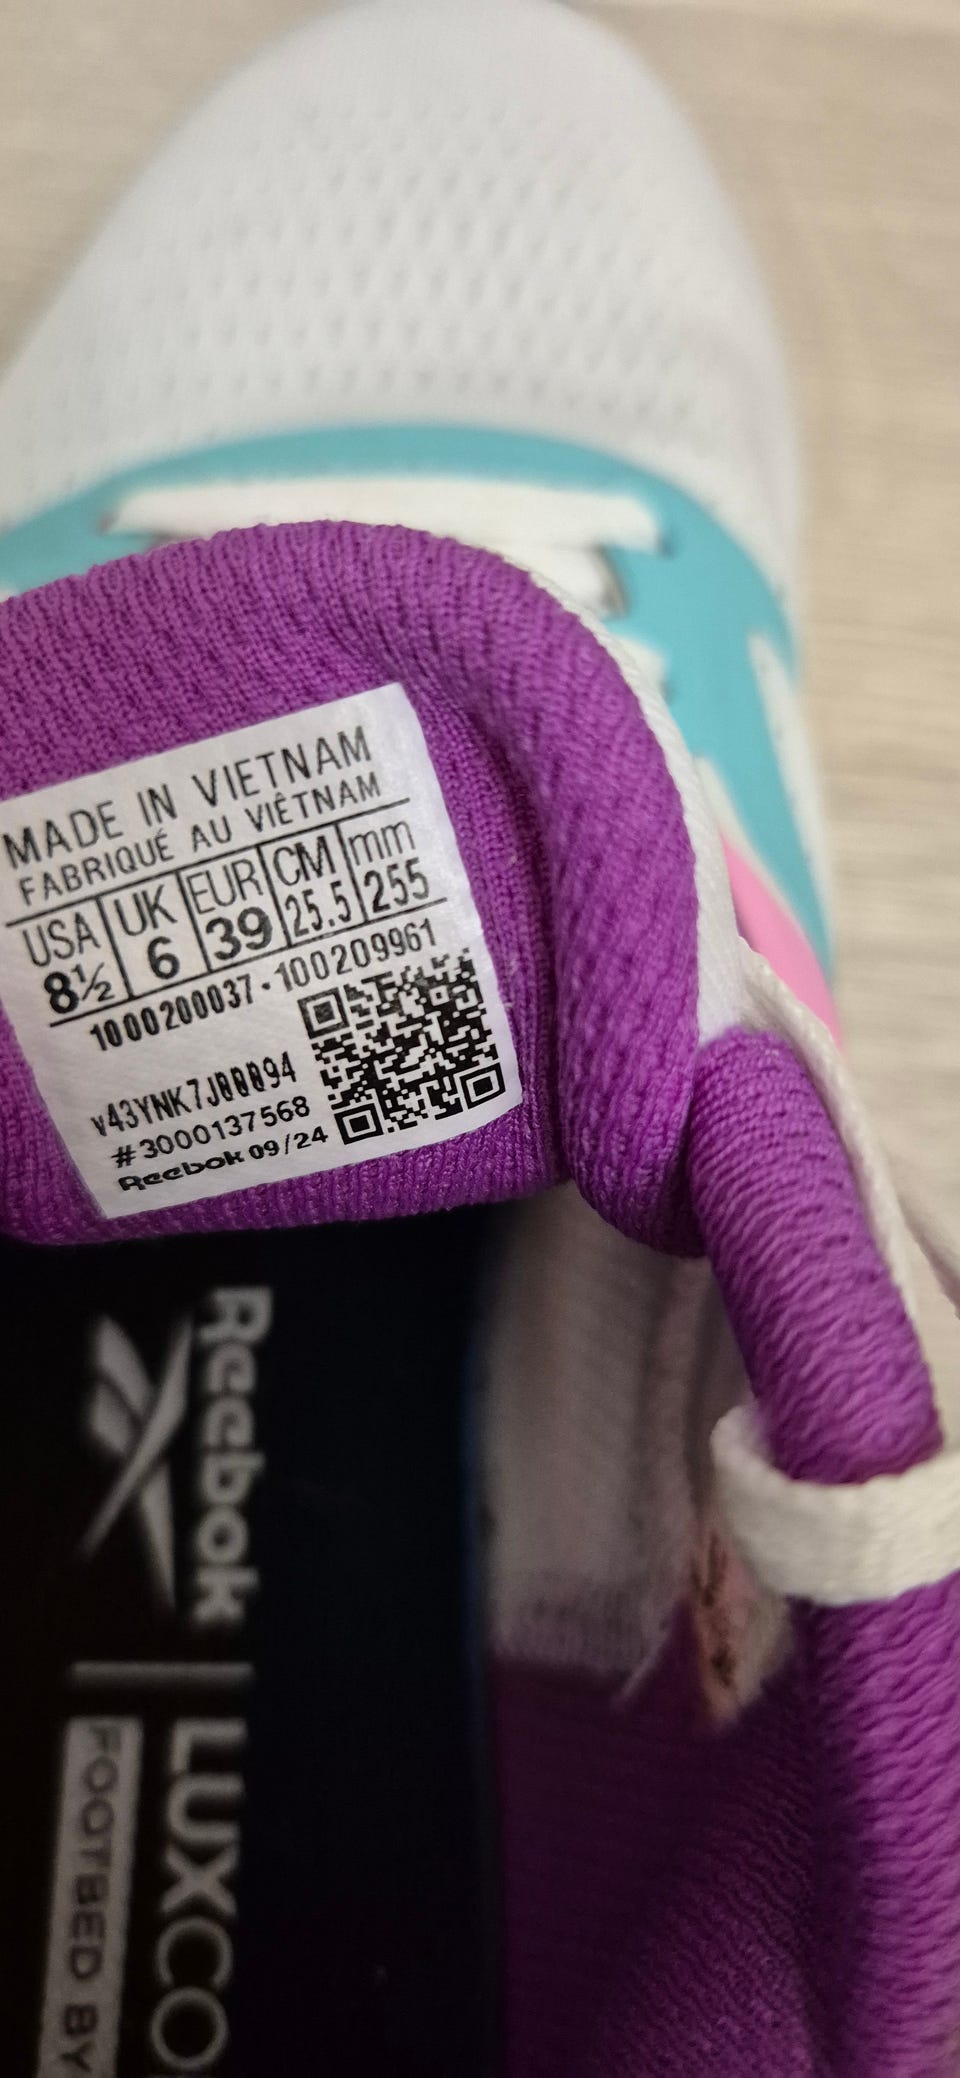 MADE IN VIETNAM
FABRIQUÉ AU VIÊTNAM
USA UK EUR CM mm
8½ 6 39 25.5 255
1000200037-100209961
v43YNK7J00094
#3000137568
Reebok 09/24
Reebok | LUXCO
FOOTBED BY